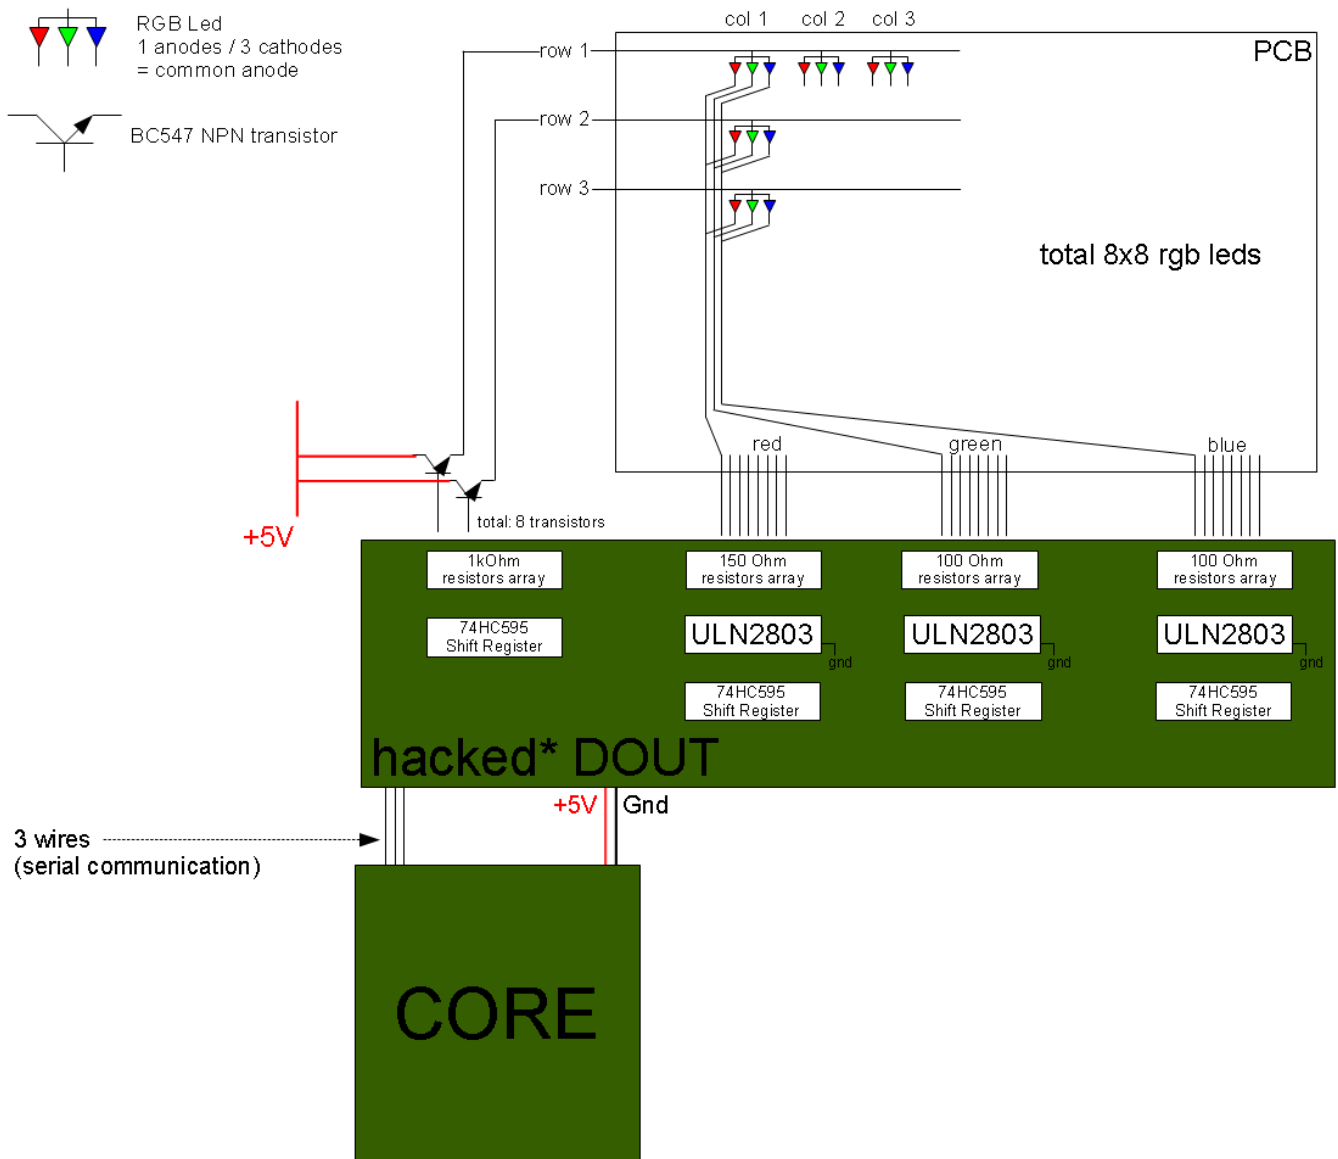 RGB Led
1 anodes / 3 cathodes
= common anode
BC547 NPN transistor
col 1 col 2 col 3
row 1
row 2
row 3
PCB
total 8x8 rgb leds
red green blue
+5V
total: 8 transistors
1kOhm
resistors array
150 Ohm
resistors array
100 Ohm
resistors array
100 Ohm
resistors array
74HC595
Shift Register
ULN2803
gnd
ULN2803
gnd
ULN2803
gnd
74HC595
Shift Register
74HC595
Shift Register
74HC595
Shift Register
hacked* DOUT
+5V Gnd
3 wires
(serial communication)
CORE